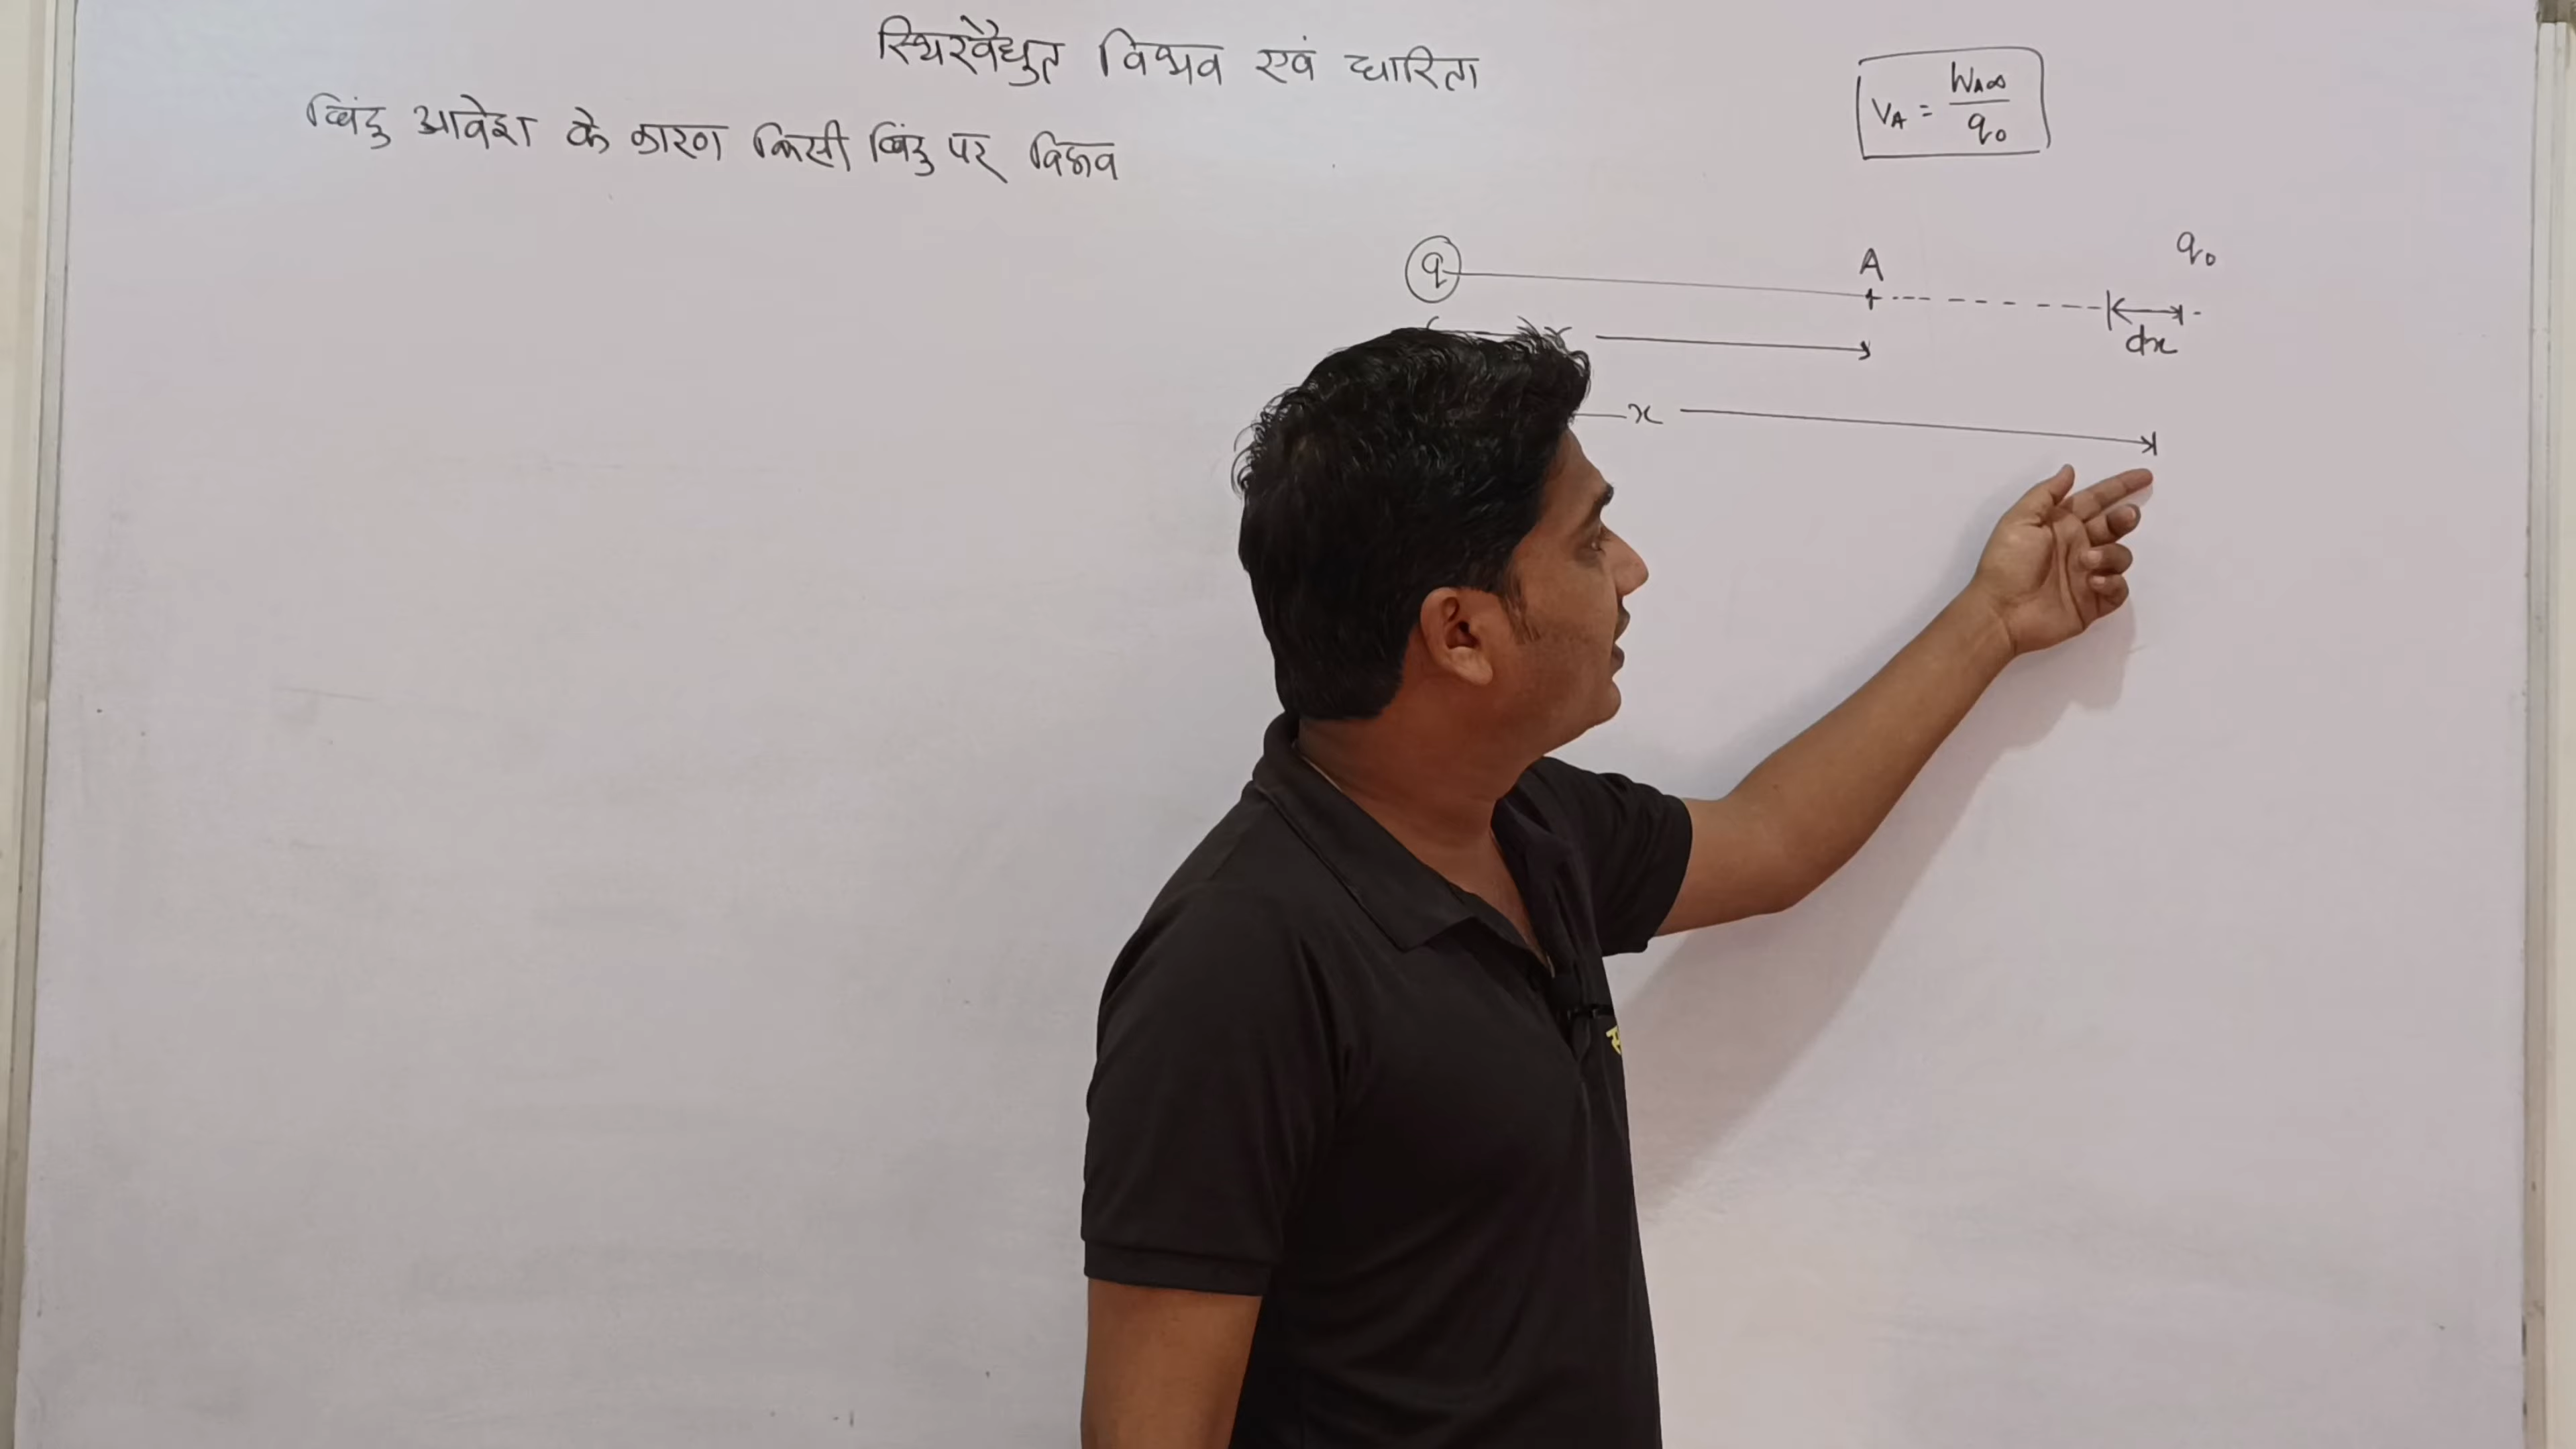 स्थिरवैद्युत विभव एवं धारिता
बिंदु आवेश के कारण किसी बिंदु पर विभव
V_A = W_A∞ / q₀
q A q₀
dx
r
x